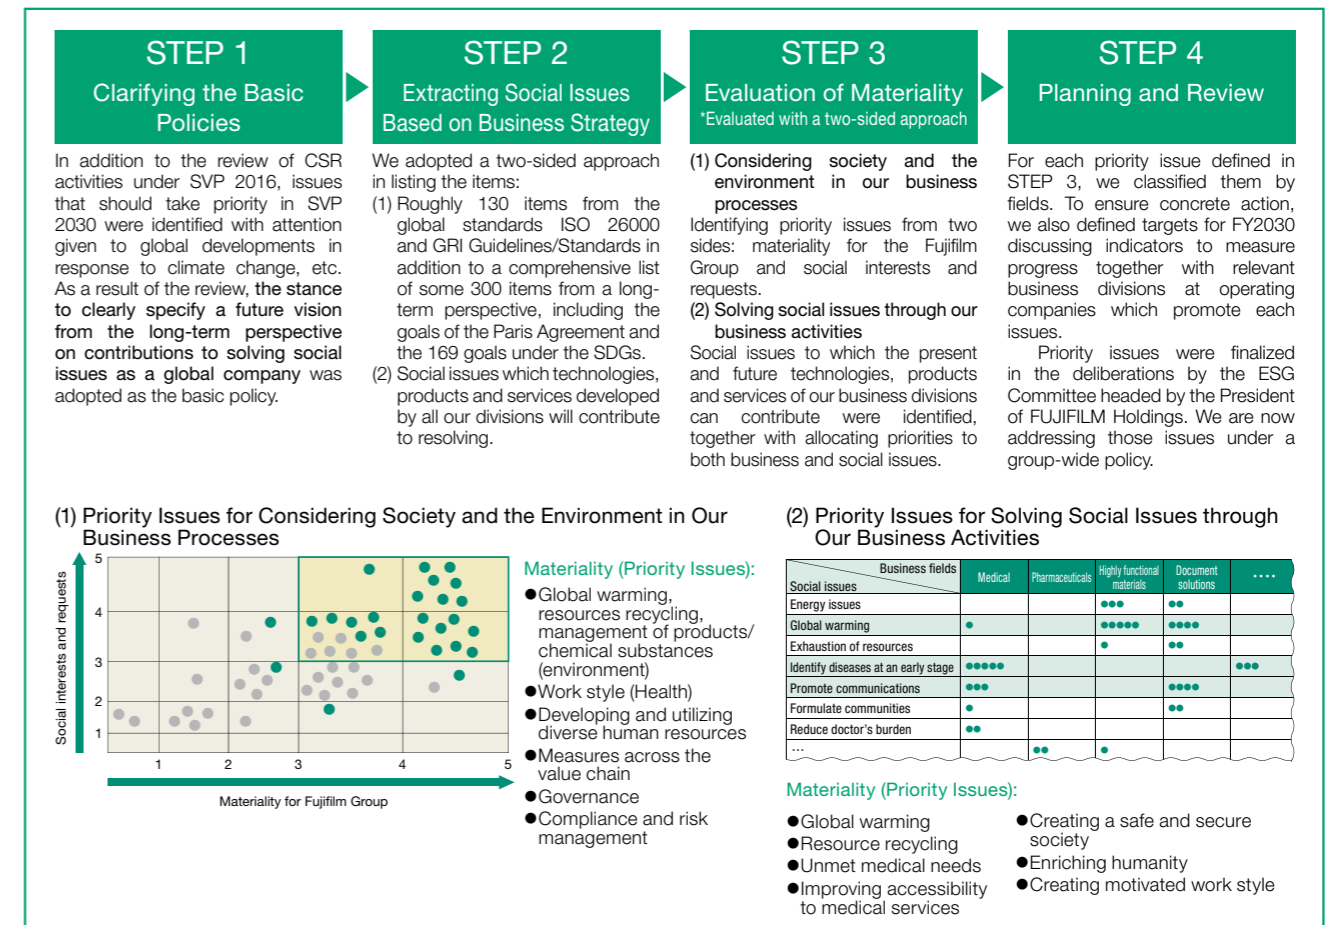 STEP 1
Clarifying the Basic
Policies
In addition to the review of CSR
activities under SVP 2016, issues
that should take priority in SVP
2030 were identified with attention
given to global developments in
response to climate change, etc.
As a result of the review, the stance
to clearly specify a future vision
from the long-term perspective
on contributions to solving social
issues as a global company was
adopted as the basic policy.
STEP 2
Extracting Social Issues
Based on Business Strategy
We adopted a two-sided approach
in listing the items:
(1) Roughly 130 items from the
global standards ISO 26000
and GRI Guidelines/Standards in
addition to a comprehensive list
of some 300 items from a long-
term perspective, including the
goals of the Paris Agreement and
the 169 goals under the SDGs.
(2) Social issues which technologies,
products and services developed
by all our divisions will contribute
to resolving.
STEP 3
Evaluation of Materiality
*Evaluated with a two-sided approach
(1) Considering society and the
environment in our business
processes
Identifying priority issues from two
sides: materiality for the Fujifilm
Group and social interests and
requests.
(2) Solving social issues through our
business activities
Social issues to which the present
and future technologies, products
and services of our business divisions
can contribute were identified,
together with allocating priorities to
both business and social issues.
STEP 4
Planning and Review
For each priority issue defined in
STEP 3, we classified them by
fields. To ensure concrete action,
we also defined targets for FY2030
discussing indicators to measure
progress together with relevant
business divisions at operating
companies which promote each
issues.
Priority issues were finalized
in the deliberations by the ESG
Committee headed by the President
of FUJIFILM Holdings. We are now
addressing those issues under a
group-wide policy.
(1) Priority Issues for Considering Society and the Environment in Our
Business Processes
Social interests and requests
5
4
3
2
1
1 2 3 4 5
Materiality for Fujifilm Group
Materiality (Priority Issues):
●Global warming,
resources recycling,
management of products/
chemical substances
(environment)
●Work style (Health)
●Developing and utilizing
diverse human resources
●Measures across the
value chain
●Governance
●Compliance and risk
management
(2) Priority Issues for Solving Social Issues through
Our Business Activities
Business fields
Social issues
Medical
Pharmaceuticals
Highly functional
materials
Document
solutions
····
Energy issues ●●● ●●
Global warming ● ●●●●● ●●●●
Exhaustion of resources ● ●●
Identify diseases at an early stage ●●●●● ●●●
Promote communications ●●● ●●●●
Formulate communities ● ●●
Reduce doctor's burden ●●
... ●● ●
Materiality (Priority Issues):
●Global warming
●Resource recycling
●Unmet medical needs
●Improving accessibility
to medical services
●Creating a safe and secure
society
●Enriching humanity
●Creating motivated work style